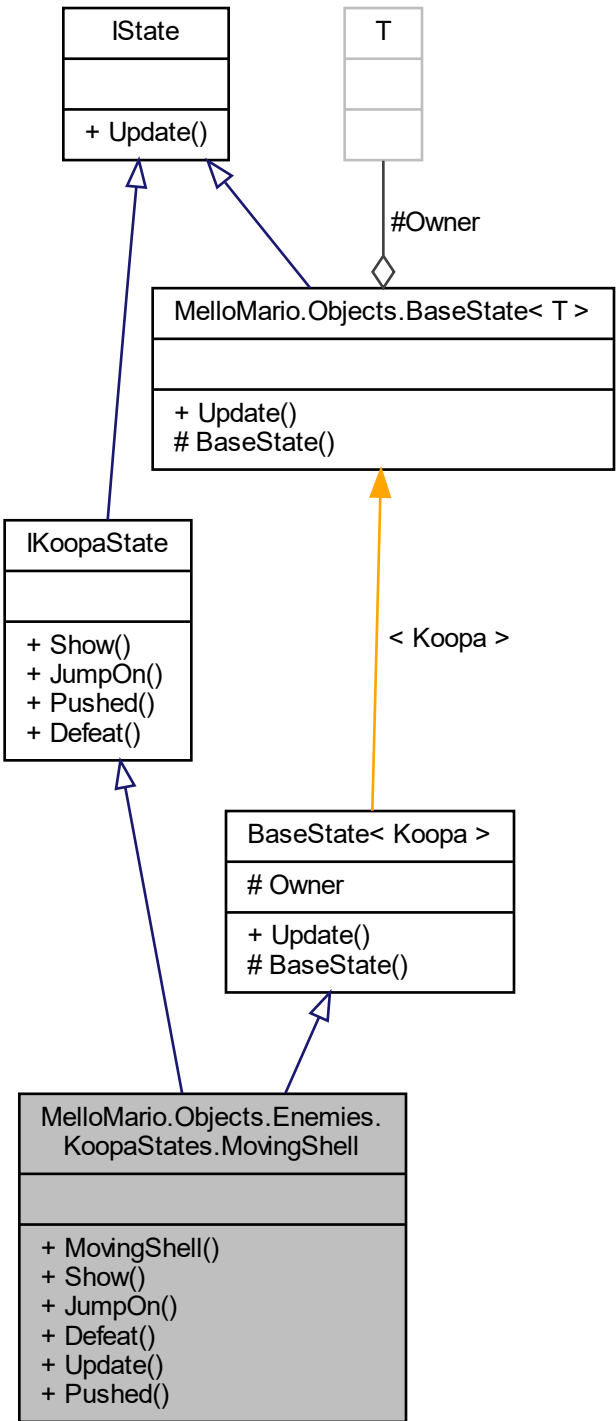 IState
+ Update()
T
#Owner
MelloMario.Objects.BaseState< T >
+ Update()
# BaseState()
IKoopaState
+ Show()
+ JumpOn()
+ Pushed()
+ Defeat()
< Koopa >
BaseState< Koopa >
# Owner
+ Update()
# BaseState()
MelloMario.Objects.Enemies.
KoopaStates.MovingShell
+ MovingShell()
+ Show()
+ JumpOn()
+ Defeat()
+ Update()
+ Pushed()